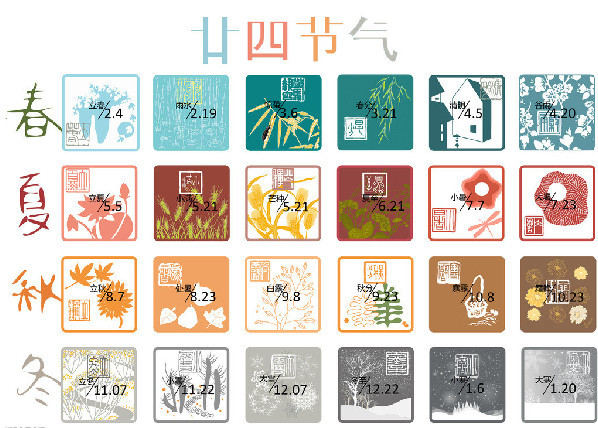 廿四节气
春
立春/2.4 雨水/2.19 /3.6 春分/3.21 清明/4.5 谷雨/4.20
夏
立夏/5.5 小满/5.21 芒种/5.21 夏至/6.21 小暑/7.7 大暑/7.23
秋
立秋/8.7 处暑/8.23 白露/9.8 秋分/9.23 寒露/10.8 霜降/10.23
冬
立冬/11.07 小雪/11.22 大雪/12.07 冬至/12.22 小寒/1.6 大寒/1.20